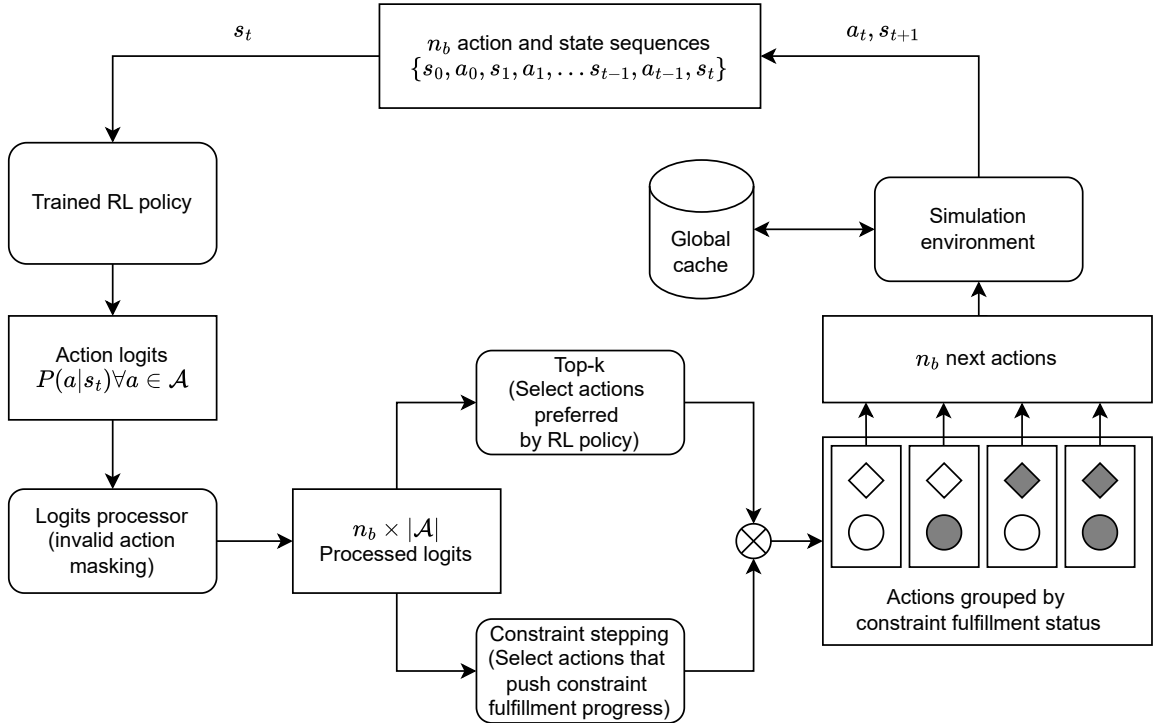 s_t
n_b action and state sequences
{s_0, a_0, s_1, a_1, … s_{t−1}, a_{t−1}, s_t}
a_t, s_{t+1}
Trained RL policy
Global
cache
Simulation
environment
Action logits
P(a|s_t)∀a ∈ 𝒜
Top-k
(Select actions
preferred
by RL policy)
n_b next actions
Logits processor
(invalid action
masking)
n_b × |𝒜|
Processed logits
Actions grouped by
constraint fulfillment status
Constraint stepping
(Select actions that
push constraint
fulfillment progress)